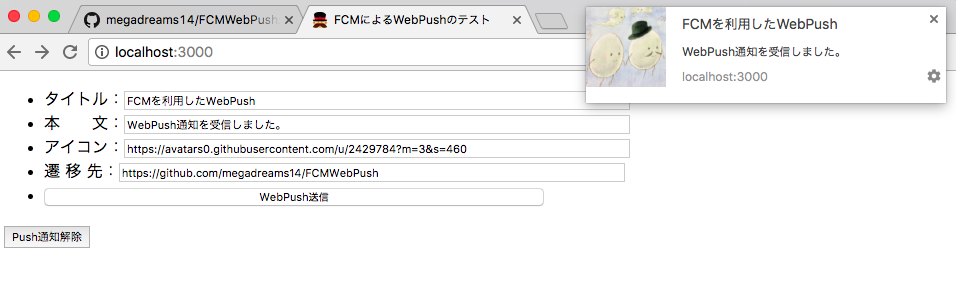 megadreams14/FCMWebPush
FCMによるWebPushのテスト
localhost:3000
FCMを利用したWebPush
WebPush通知を受信しました。
localhost:3000
タイトル：FCMを利用したWebPush
本　　文：WebPush通知を受信しました。
アイコン：https://avatars0.githubusercontent.com/u/2429784?m=3&s=460
遷 移 先：https://github.com/megadreams14/FCMWebPush
WebPush送信
Push通知解除